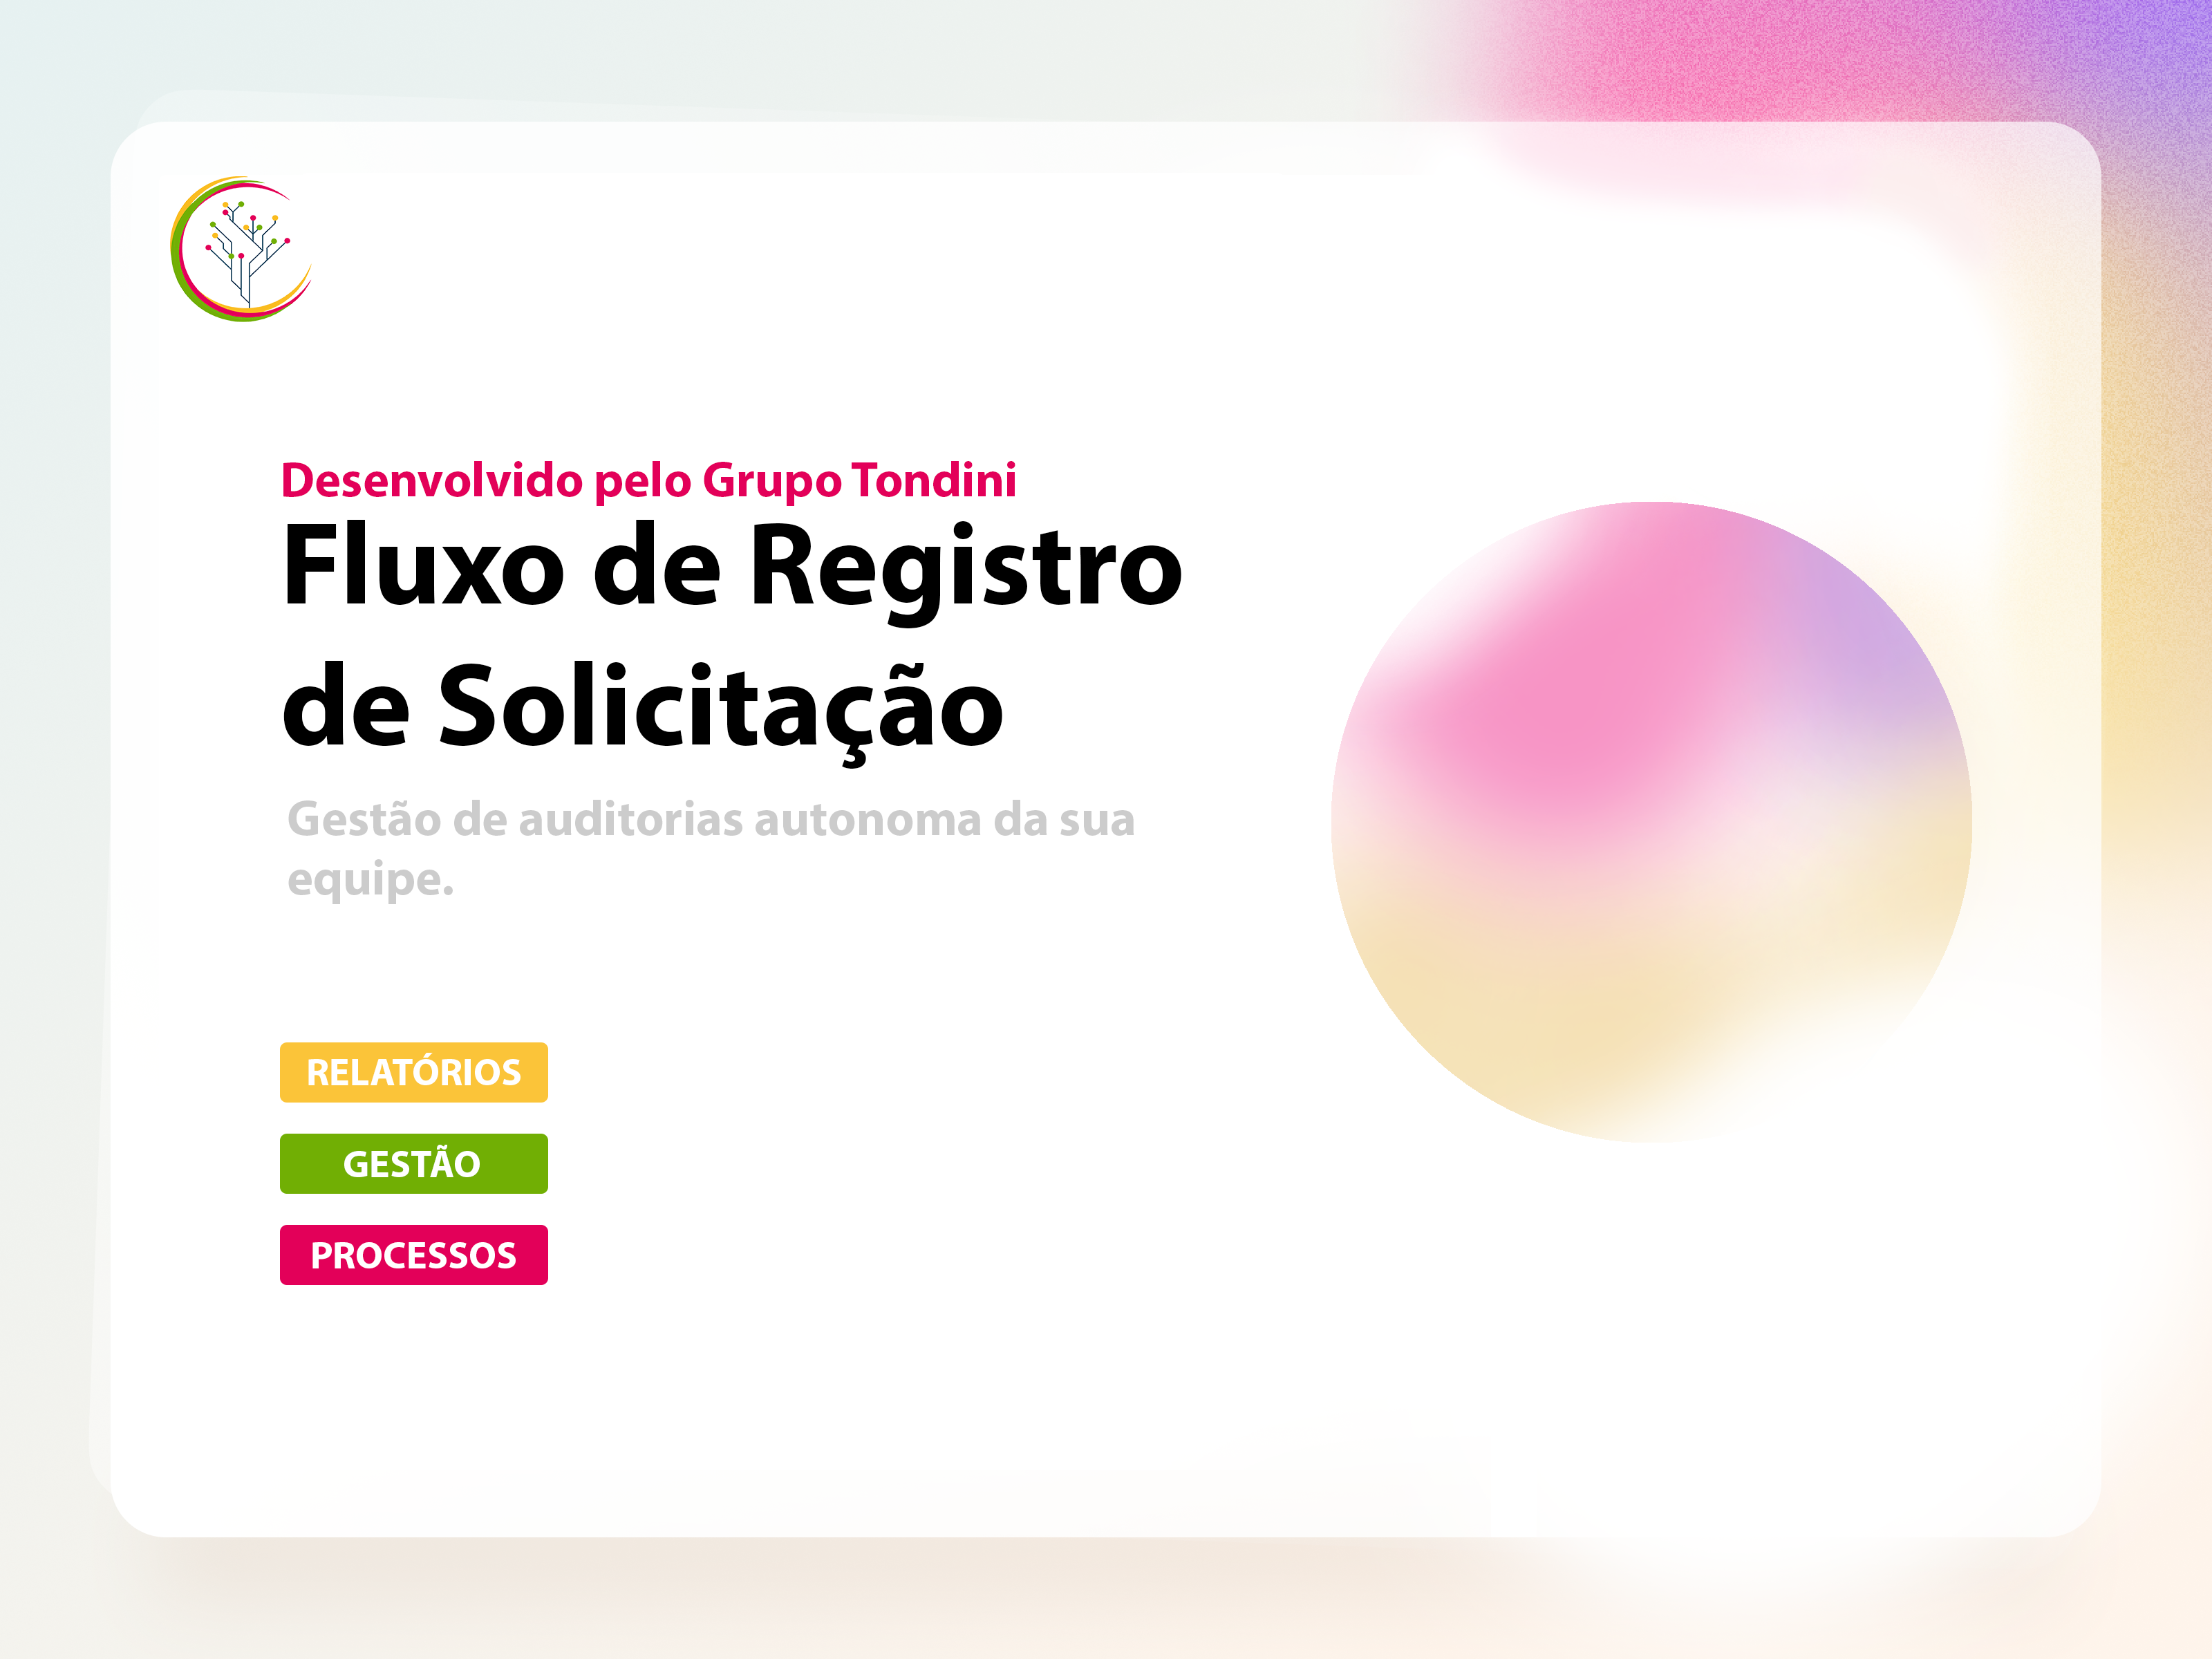 Desenvolvido pelo Grupo Tondini
Fluxo de Registro
de Solicitação
Gestão de auditorias autonoma da sua
equipe.
RELATÓRIOS
GESTÃO
PROCESSOS